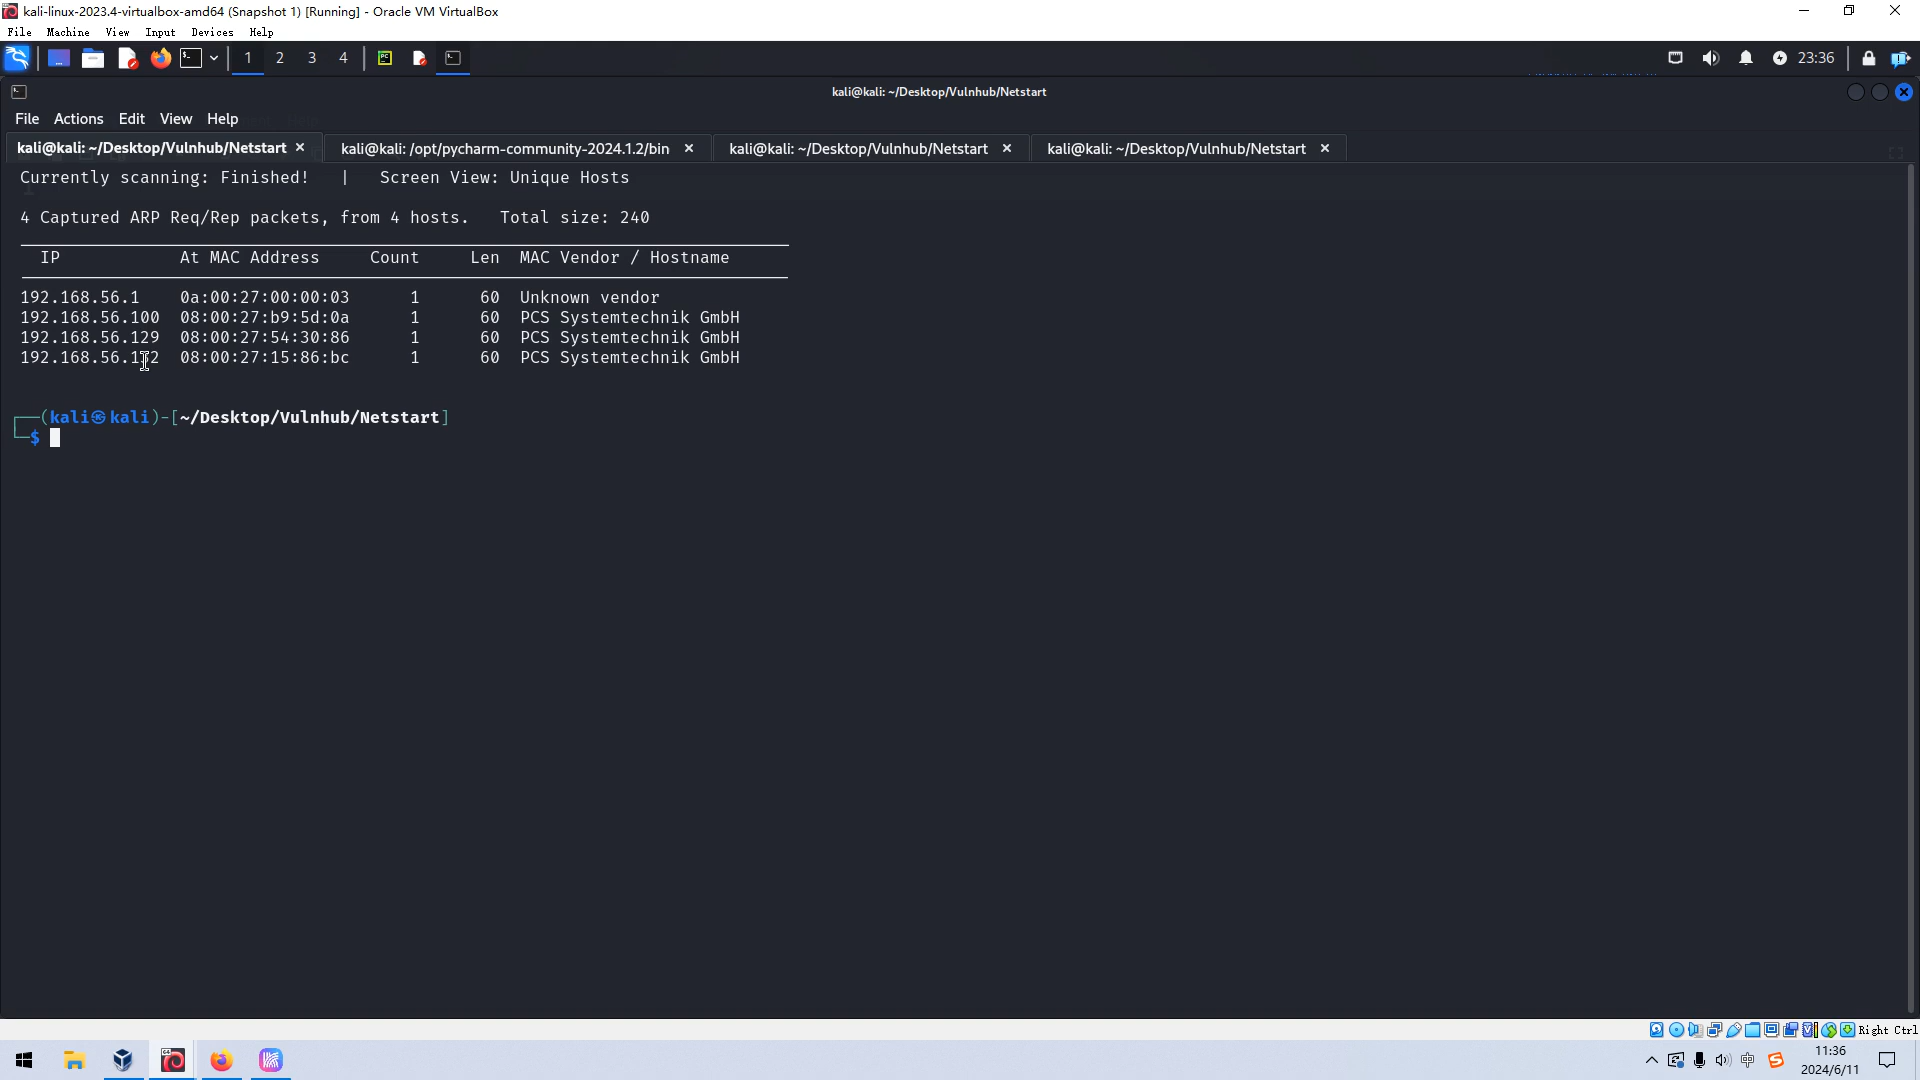 kali-linux-2023.4-virtualbox-amd64 (Snapshot 1) [Running] - Oracle VM VirtualBox
File Machine View Input Devices Help
1 2 3 4 23:36
kali@kali: ~/Desktop/Vulnhub/Netstart
File Actions Edit View Help
kali@kali: ~/Desktop/Vulnhub/Netstart × kali@kali: /opt/pycharm-community-2024.1.2/bin × kali@kali: ~/Desktop/Vulnhub/Netstart × kali@kali: ~/Desktop/Vulnhub/Netstart ×
Currently scanning: Finished! | Screen View: Unique Hosts
4 Captured ARP Req/Rep packets, from 4 hosts. Total size: 240
IP At MAC Address Count Len MAC Vendor / Hostname
192.168.56.1 0a:00:27:00:00:03 1 60 Unknown vendor
192.168.56.100 08:00:27:b9:5d:0a 1 60 PCS Systemtechnik GmbH
192.168.56.129 08:00:27:54:30:86 1 60 PCS Systemtechnik GmbH
08:00:27:15:86:bc 1 60 PCS Systemtechnik GmbH
┌──(kali㉿kali)-[~/Desktop/Vulnhub/Netstart]
└─$
Right Ctrl
中
11:36
2024/6/11